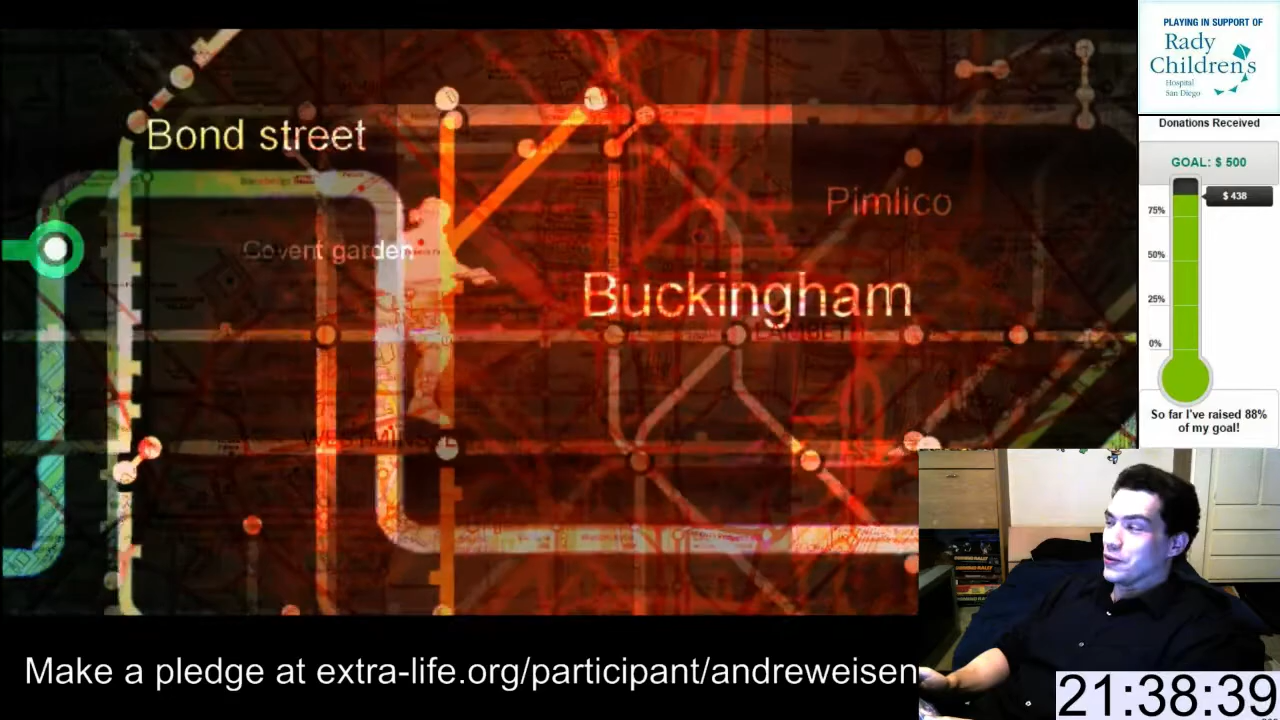 PLAYING IN SUPPORT OF
Rady
Children's
Hospital
San Diego
Donations Received
GOAL: $ 500
$ 438
75%
50%
25%
0%
So far I've raised 88%
of my goal!
Bond street
Pimlico
Covent garden
Buckingham
LAMBETH
Make a pledge at extra-life.org/participant/andreweisen
21:38:39